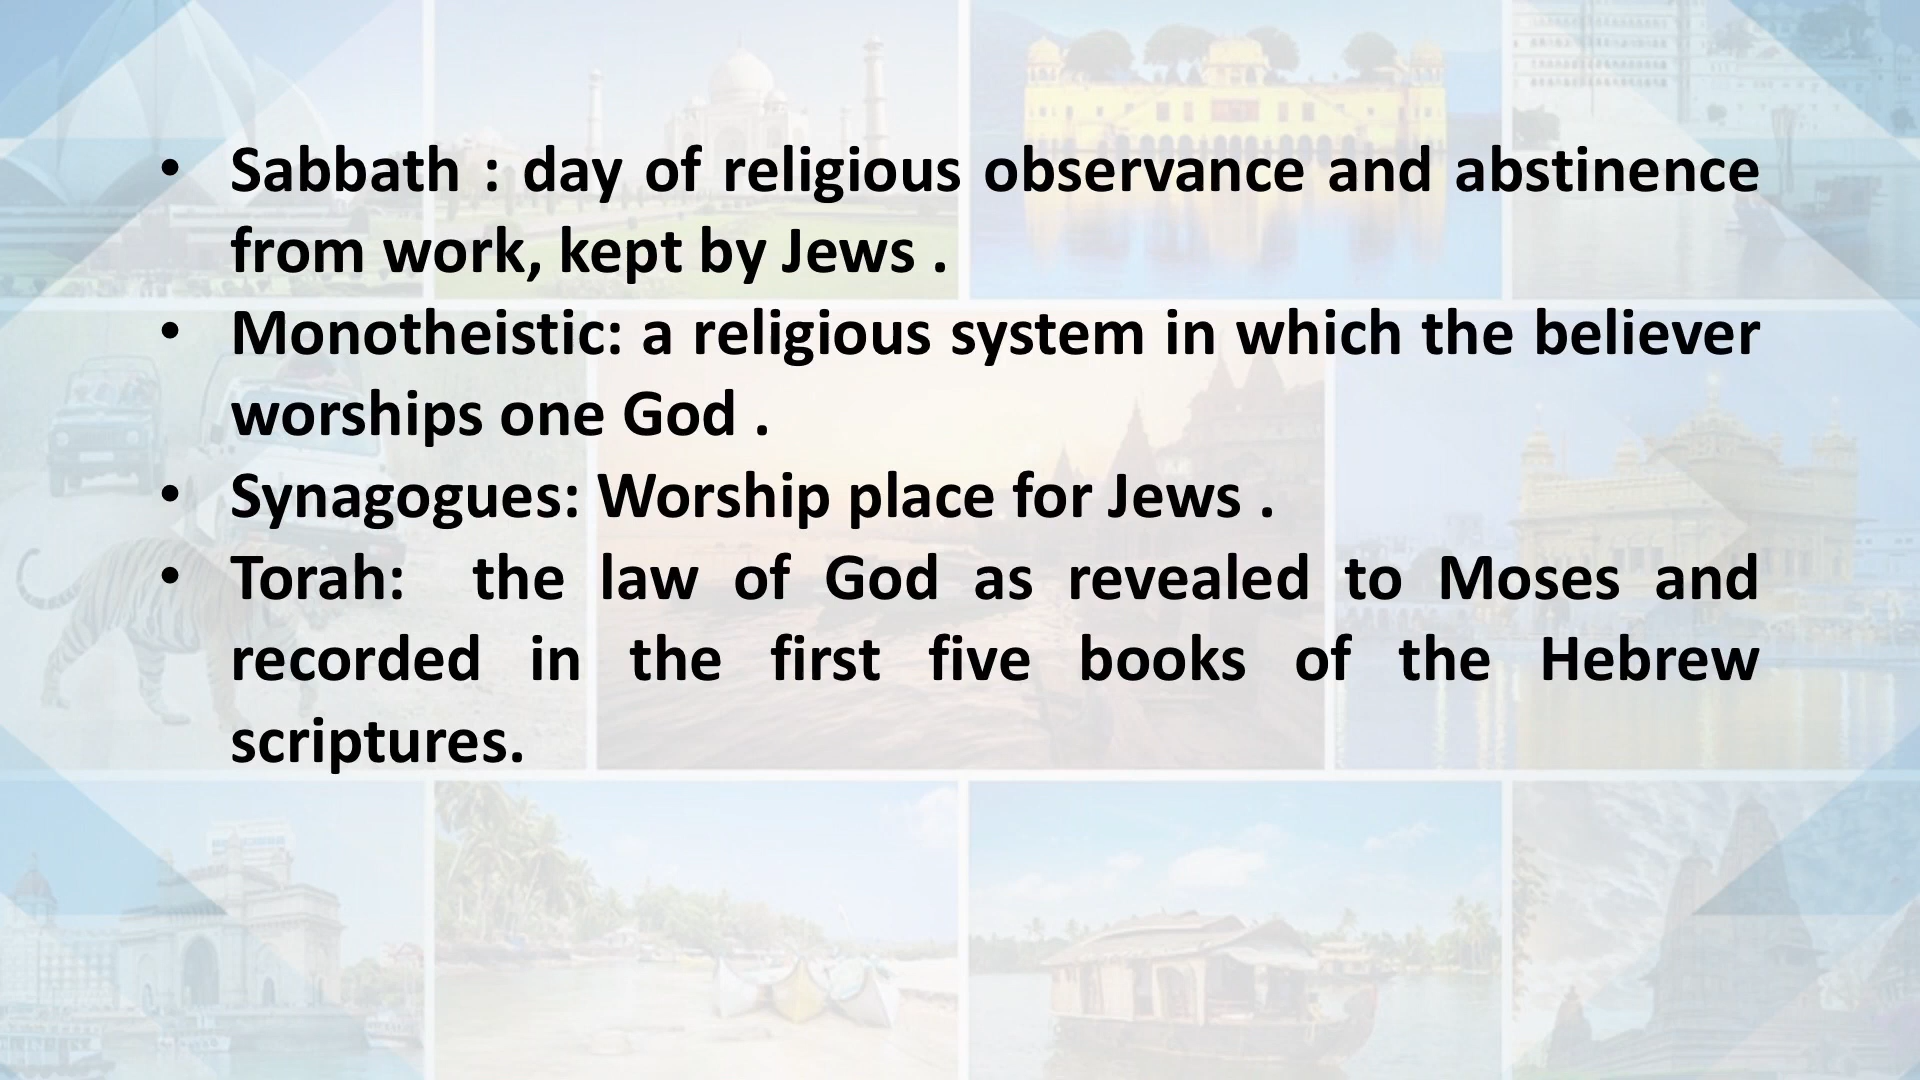 • Sabbath : day of religious observance and abstinence
from work, kept by Jews .
• Monotheistic: a religious system in which the believer
worships one God .
• Synagogues: Worship place for Jews .
• Torah:  the law of God as revealed to Moses and
recorded in the first five books of the Hebrew
scriptures.